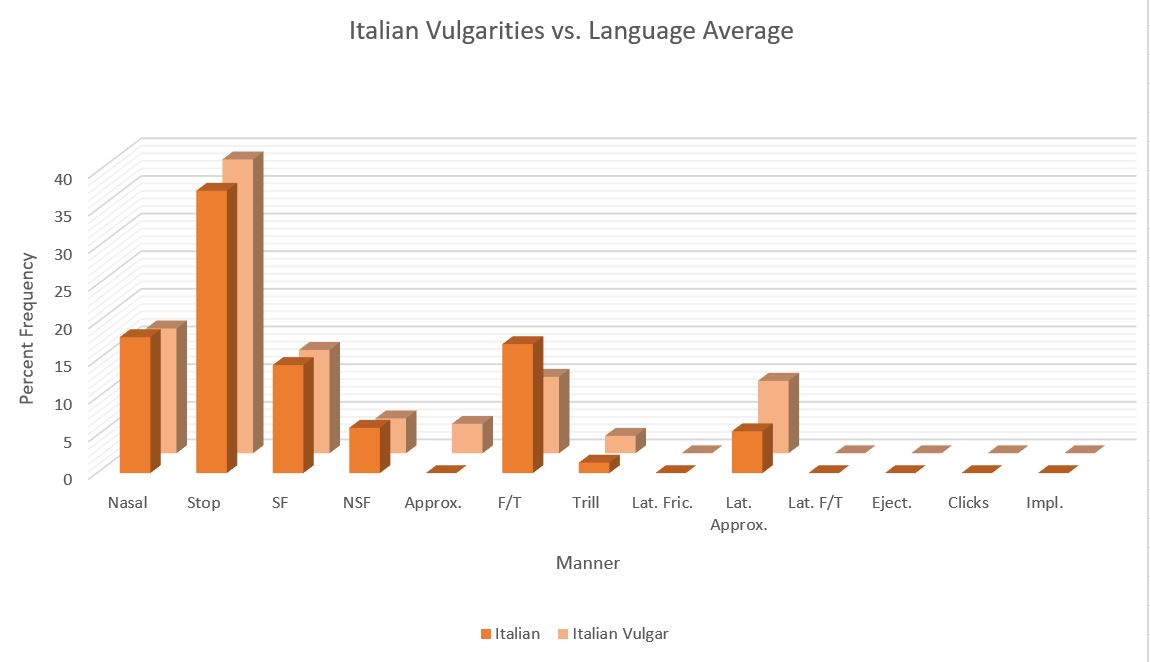 Italian Vulgarities vs. Language Average
Percent Frequency
40
35
30
25
20
15
10
5
0
Nasal
Stop
SF
NSF
Approx.
F/T
Trill
Lat. Fric.
Lat.
Approx.
Lat. F/T
Eject.
Clicks
Impl.
Manner
Italian
Italian Vulgar